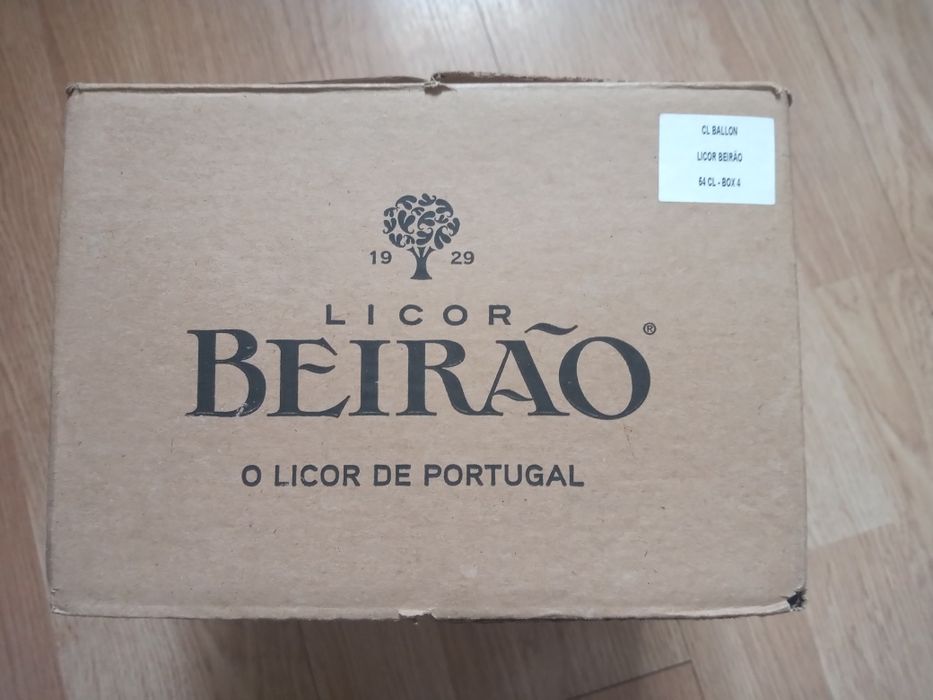 CL BALLON
LICOR BEIRÃO
64 CL - BOX 4
19 29
LICOR
BEIRÃO®
O LICOR DE PORTUGAL